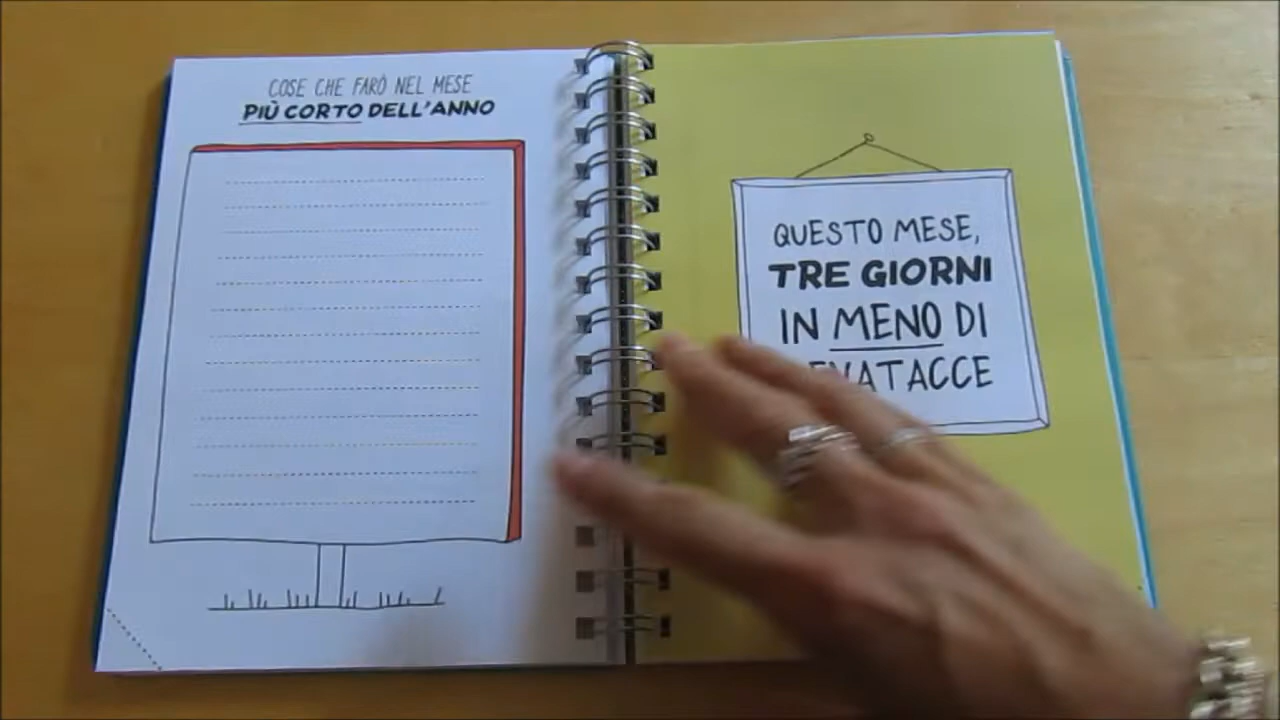 COSE CHE FARÒ NEL MESE
PIÙ CORTO DELL'ANNO
QUESTO MESE,
TRE GIORNI
IN MENO DI